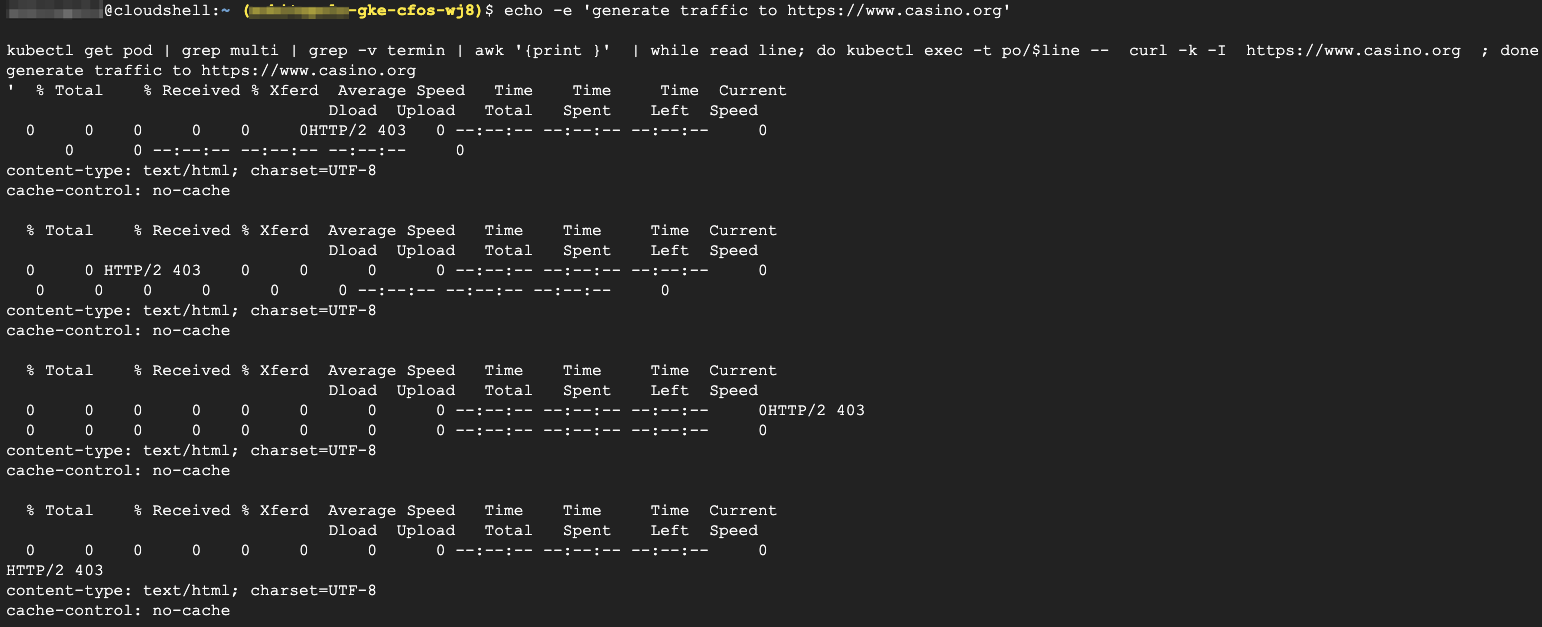 @cloudshell:~ (-gke-cfos-wj8)$ echo -e 'generate traffic to https://www.casino.org'
kubectl get pod | grep multi | grep -v termin | awk '{print }'  | while read line; do kubectl exec -t po/$line --  curl -k -I  https://www.casino.org  ; done
generate traffic to https://www.casino.org
'  % Total    % Received % Xferd  Average Speed   Time    Time     Time  Current
                                 Dload  Upload   Total   Spent    Left  Speed
  0     0    0     0    0     0HTTP/2 403   0 --:--:-- --:--:-- --:--:--     0
      0      0 --:--:-- --:--:-- --:--:--     0
content-type: text/html; charset=UTF-8
cache-control: no-cache
  % Total    % Received % Xferd  Average Speed   Time    Time     Time  Current
                                 Dload  Upload   Total   Spent    Left  Speed
  0     0 HTTP/2 403    0     0      0      0 --:--:-- --:--:-- --:--:--     0
   0     0    0     0      0      0 --:--:-- --:--:-- --:--:--     0
content-type: text/html; charset=UTF-8
cache-control: no-cache
  % Total    % Received % Xferd  Average Speed   Time    Time     Time  Current
                                 Dload  Upload   Total   Spent    Left  Speed
  0     0    0     0    0     0      0      0 --:--:-- --:--:-- --:--:--     0HTTP/2 403
  0     0    0     0    0     0      0      0 --:--:-- --:--:-- --:--:--     0
content-type: text/html; charset=UTF-8
cache-control: no-cache
  % Total    % Received % Xferd  Average Speed   Time    Time     Time  Current
                                 Dload  Upload   Total   Spent    Left  Speed
  0     0    0     0    0     0      0      0 --:--:-- --:--:-- --:--:--     0
HTTP/2 403
content-type: text/html; charset=UTF-8
cache-control: no-cache